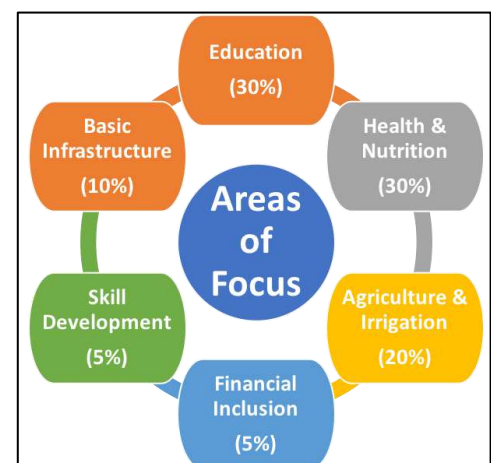 Education
(30%)
Health &
Nutrition
(30%)
Agriculture &
Irrigation
(20%)
Financial
Inclusion
(5%)
Skill
Development
(5%)
Basic
Infrastructure
(10%)
Areas
of
Focus